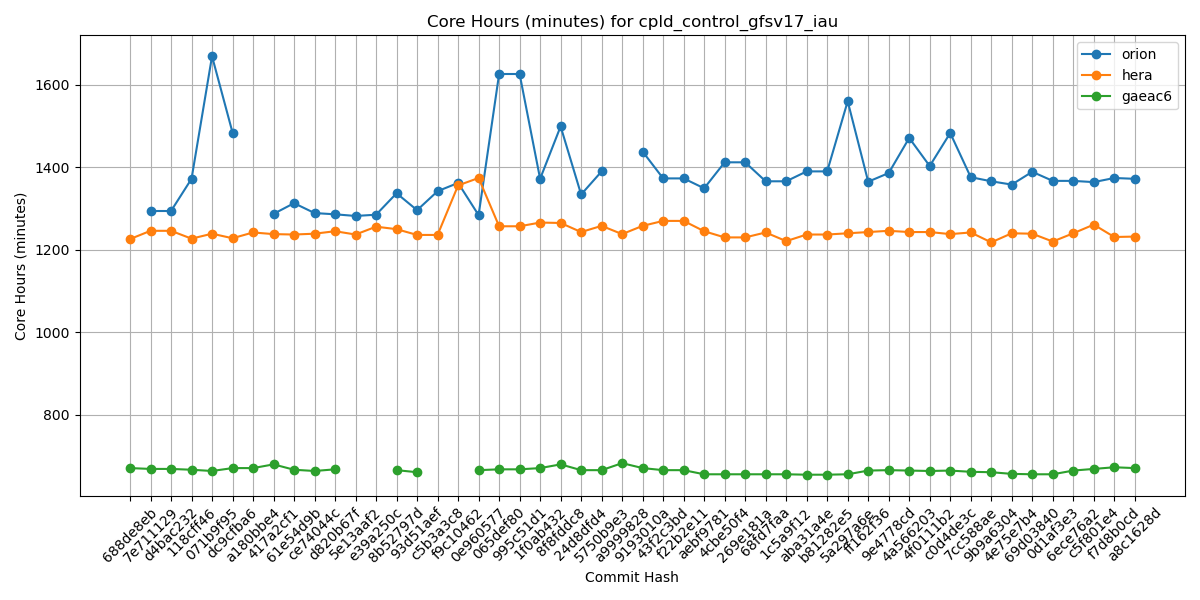 Core Hours (minutes) for cpld_control_gfsv17_iau
orion
hera
gaeac6
Core Hours (minutes)
1600
1400
1200
1000
800
688de8eb
7e711129
d4bac232
118cff46
071b9f95
dc9cfba6
a180bbe4
417a2cf1
61e54d9b
ce74044c
d820b67f
5e13aaf2
e39a250c
8b52797d
93d51aef
c5b3a3c8
f9c10462
0e960577
065def80
995c51d1
1f0ab432
8f8fddc8
24d8dfd4
5750b9e3
a9999828
9193010a
43f2c3bd
f22b2e11
aebf9781
4cbe50f4
269e181a
68fd7faa
1c5a9f12
aba31a4e
b81282e5
5a297a6e
ff162f36
9e4778cd
4a566203
4f0111b2
c0d4de3c
7cc588ae
9b9a6304
4e75e7b4
69d03840
0d1af3e3
6ece76a2
c5f801e4
f7d8b0cd
a8c1628d
Commit Hash